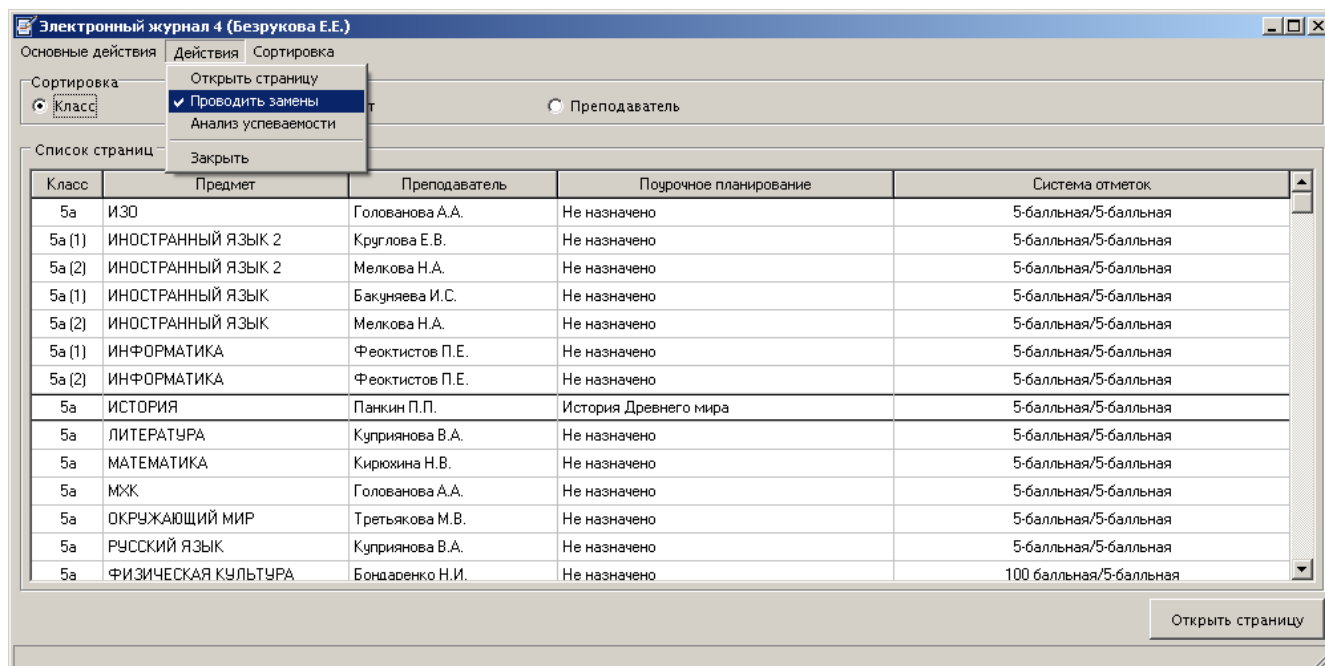 Электронный журнал 4 (Безрукова Е.Е.)
Основные действия Действия Сортировка
Открыть страницу
Проводить замены
Анализ успеваемости
Закрыть
Сортировка
Класс Преподаватель
Список страниц
Класс Предмет Преподаватель Поурочное планирование Система отметок
5а ИЗО Голованова А.А. Не назначено 5-балльная/5-балльная
5а (1) ИНОСТРАННЫЙ ЯЗЫК 2 Круглова Е.В. Не назначено 5-балльная/5-балльная
5а (2) ИНОСТРАННЫЙ ЯЗЫК 2 Мелкова Н.А. Не назначено 5-балльная/5-балльная
5а (1) ИНОСТРАННЫЙ ЯЗЫК Бакуняева И.С. Не назначено 5-балльная/5-балльная
5а (2) ИНОСТРАННЫЙ ЯЗЫК Мелкова Н.А. Не назначено 5-балльная/5-балльная
5а (1) ИНФОРМАТИКА Феоктистов П.Е. Не назначено 5-балльная/5-балльная
5а (2) ИНФОРМАТИКА Феоктистов П.Е. Не назначено 5-балльная/5-балльная
5а ИСТОРИЯ Панкин П.П. История Древнего мира 5-балльная/5-балльная
5а ЛИТЕРАТУРА Куприянова В.А. Не назначено 5-балльная/5-балльная
5а МАТЕМАТИКА Кирюхина Н.В. Не назначено 5-балльная/5-балльная
5а МХК Голованова А.А. Не назначено 5-балльная/5-балльная
5а ОКРУЖАЮЩИЙ МИР Третьякова М.В. Не назначено 5-балльная/5-балльная
5а РУССКИЙ ЯЗЫК Куприянова В.А. Не назначено 5-балльная/5-балльная
5а ФИЗИЧЕСКАЯ КУЛЬТУРА Бондаренко Н.И. Не назначено 100 балльная/5-балльная
Открыть страницу